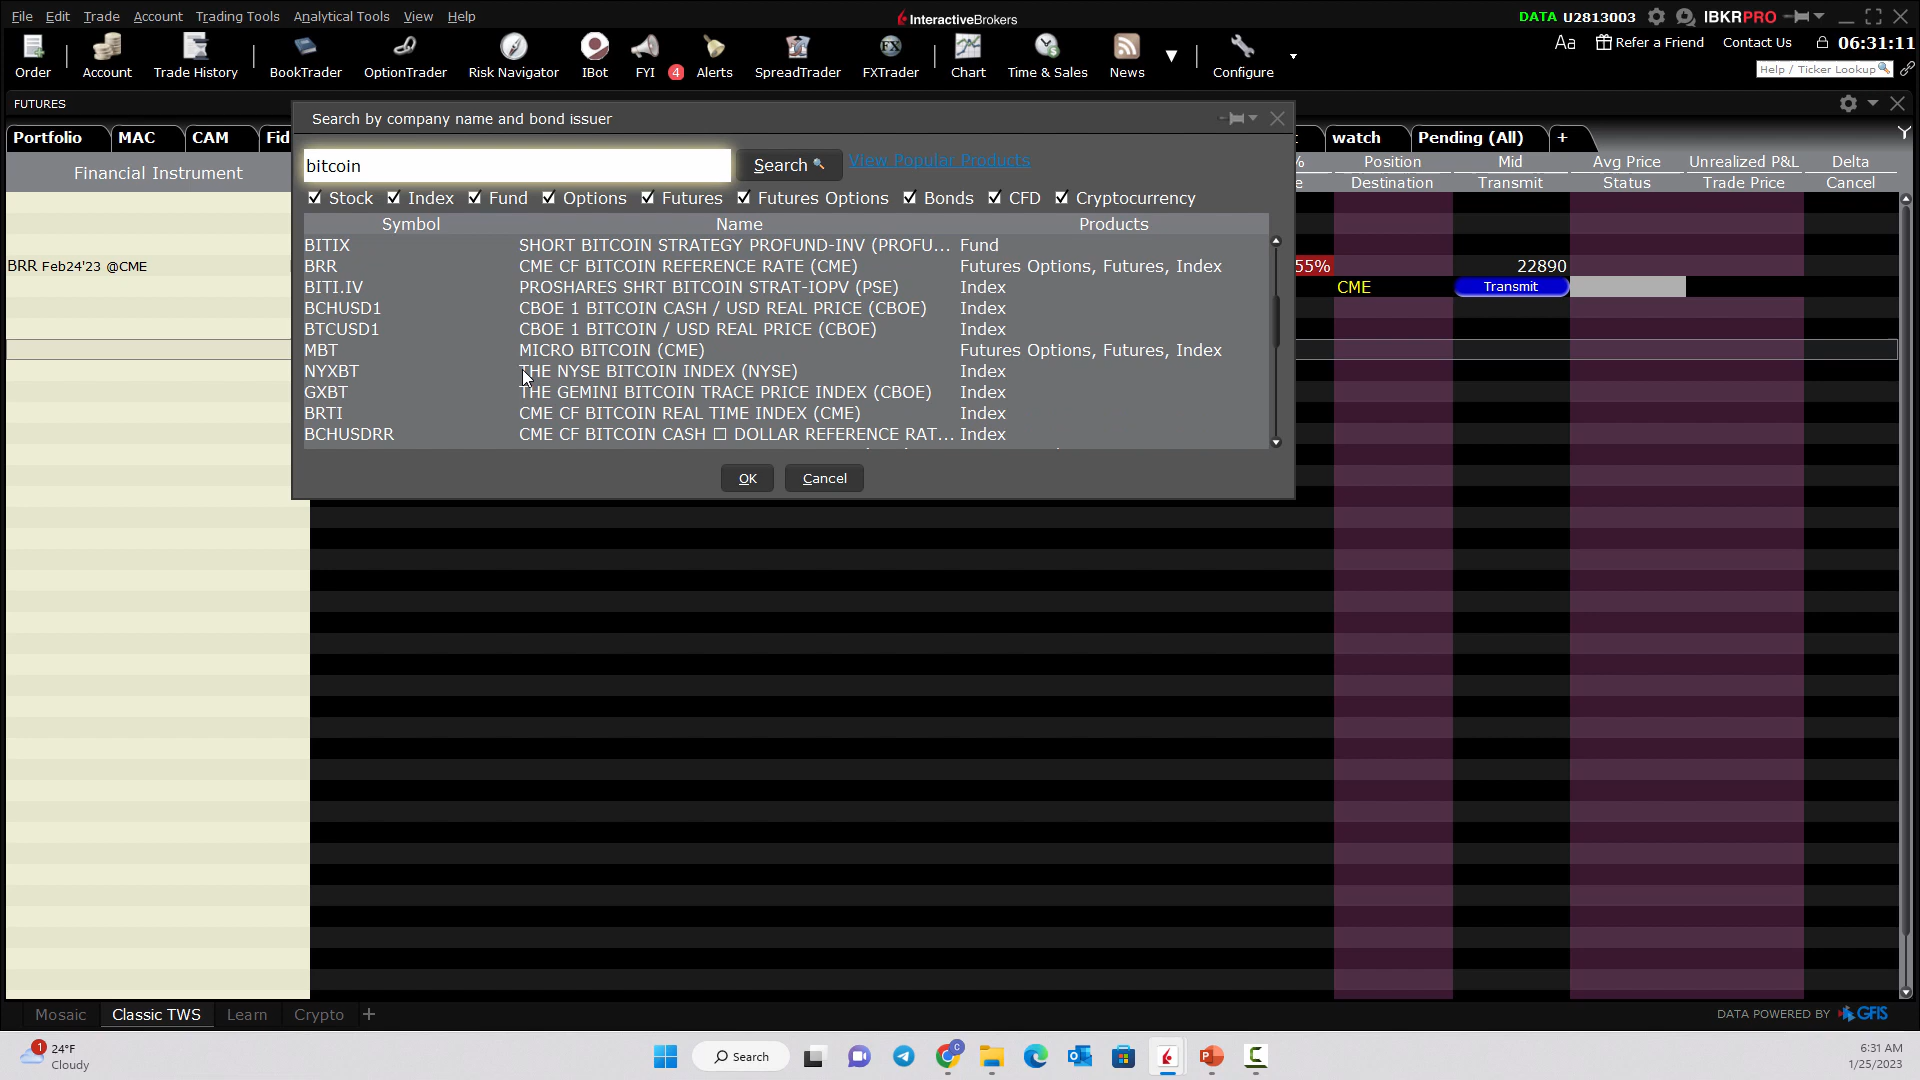 File Edit Trade Account Trading Tools Analytical Tools View Help
InteractiveBrokers
DATA U2813003 IBKRPRO
Order Account Trade History BookTrader OptionTrader Risk Navigator IBot FYI 4 Alerts SpreadTrader FX FXTrader Chart Time & Sales News Configure
Aa Refer a Friend Contact Us 06:31:11
Help / Ticker Lookup
FUTURES
Portfolio MAC CAM Fid watch Pending (All) +
Financial Instrument
% Position Mid Avg Price Unrealized P&L Delta
e Destination Transmit Status Trade Price Cancel
Search by company name and bond issuer
bitcoin Search View Popular Products
Stock Index Fund Options Futures Futures Options Bonds CFD Cryptocurrency
Symbol Name Products
BITIX SHORT BITCOIN STRATEGY PROFUND-INV (PROFU... Fund
BRR CME CF BITCOIN REFERENCE RATE (CME) Futures Options, Futures, Index
BITI.IV PROSHARES SHRT BITCOIN STRAT-IOPV (PSE) Index
BCHUSD1 CBOE 1 BITCOIN CASH / USD REAL PRICE (CBOE) Index
BTCUSD1 CBOE 1 BITCOIN / USD REAL PRICE (CBOE) Index
MBT MICRO BITCOIN (CME) Futures Options, Futures, Index
NYXBT THE NYSE BITCOIN INDEX (NYSE) Index
GXBT THE GEMINI BITCOIN TRACE PRICE INDEX (CBOE) Index
BRTI CME CF BITCOIN REAL TIME INDEX (CME) Index
BCHUSDRR CME CF BITCOIN CASH □ DOLLAR REFERENCE RAT... Index
OK Cancel
BRR Feb24'23 @CME
55% 22890
CME Transmit
Mosaic Classic TWS Learn Crypto +
DATA POWERED BY GFIS
1 24°F
Cloudy
Search
6:31 AM
1/25/2023